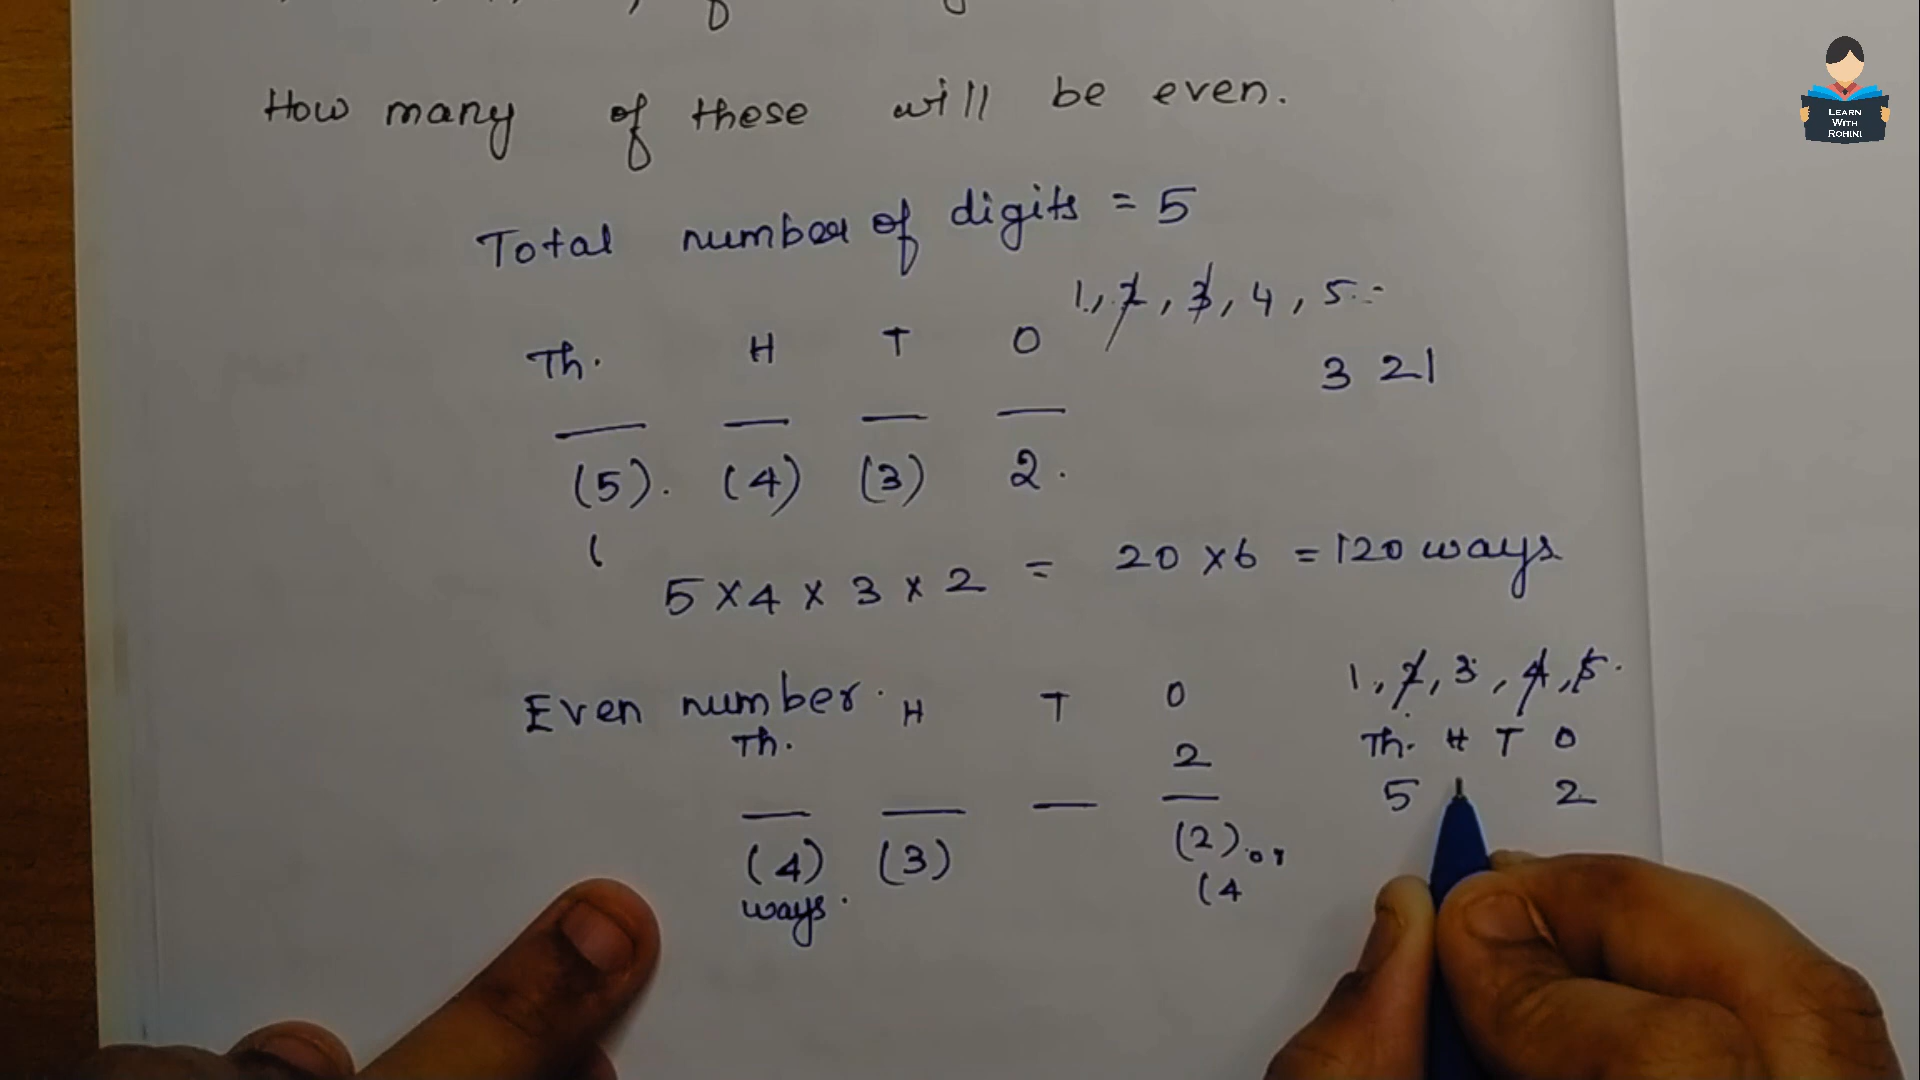 How many of these will be even.
Total number of digits = 5
1, 2, 3, 4, 5.
Th. H T O
3 21
(5). (4) (3) 2.
(
5 x 4 x 3 x 2 = 20 x 6 = 120 ways
1, 2, 3, 4, 5.
Even number.
Th. H T O
2
Th. H T O
5 2
(4) (3) (2). or
ways. (4
LEARN
WITH
ROHINI